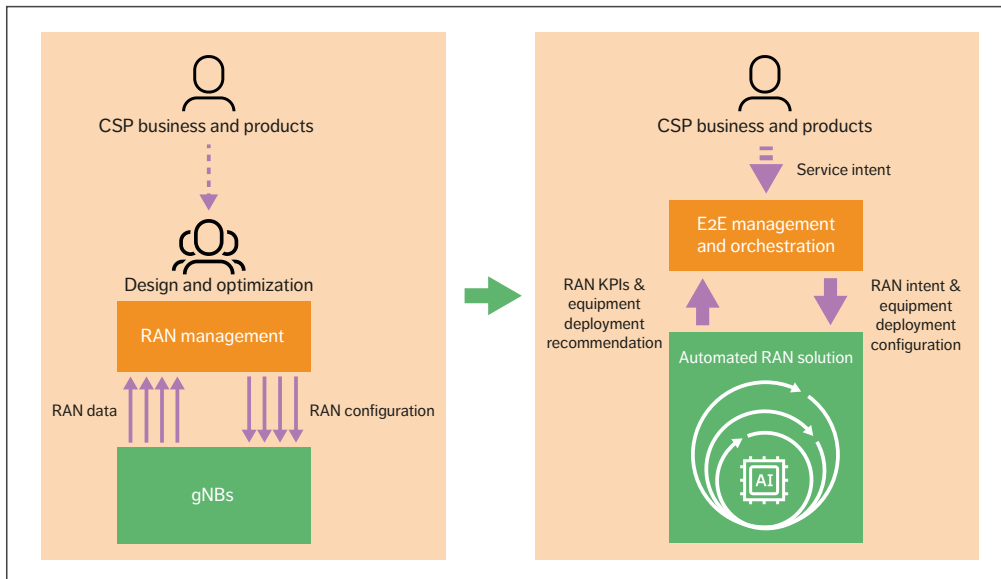 CSP business and products
Design and optimization
RAN management
RAN data
RAN configuration
gNBs
CSP business and products
Service intent
E2E management
and orchestration
RAN KPIs &
equipment
deployment
recommendation
RAN intent &
equipment
deployment
configuration
Automated RAN solution
AI